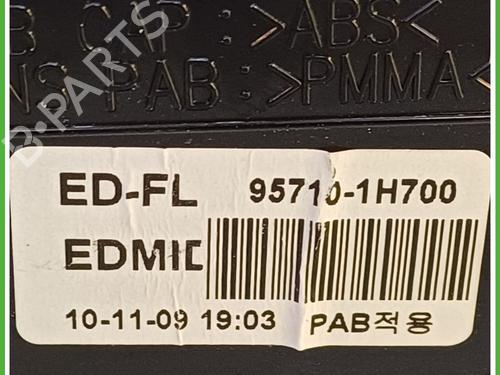 B CAP : >ABS<
NS PAB : >PMMA<
B-PARTS
ED-FL 95710-1H700
EDMID
10-11-09 19:03 PAB적용